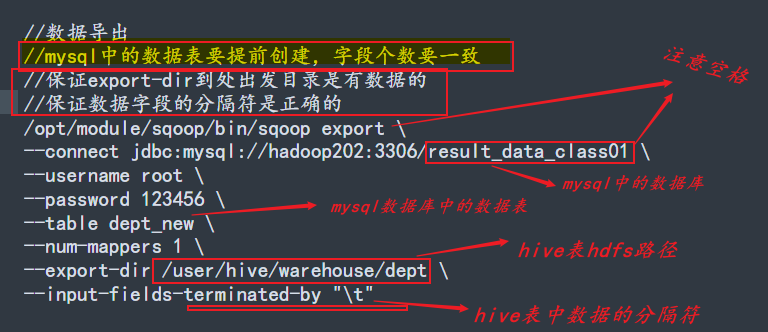 //数据导出
//mysql中的数据表要提前创建，字段个数要一致
//保证export-dir到处出发目录是有数据的
//保证数据字段的分隔符是正确的
注意空格
/opt/module/sqoop/bin/sqoop export \
--connect jdbc:mysql://hadoop202:3306/result_data_class01 \
--username root \
mysql中的数据库
--password 123456 \
mysql数据库中的数据表
--table dept_new \
--num-mappers 1 \
hive表hdfs路径
--export-dir /user/hive/warehouse/dept \
--input-fields-terminated-by "\t"
hive表中数据的分隔符